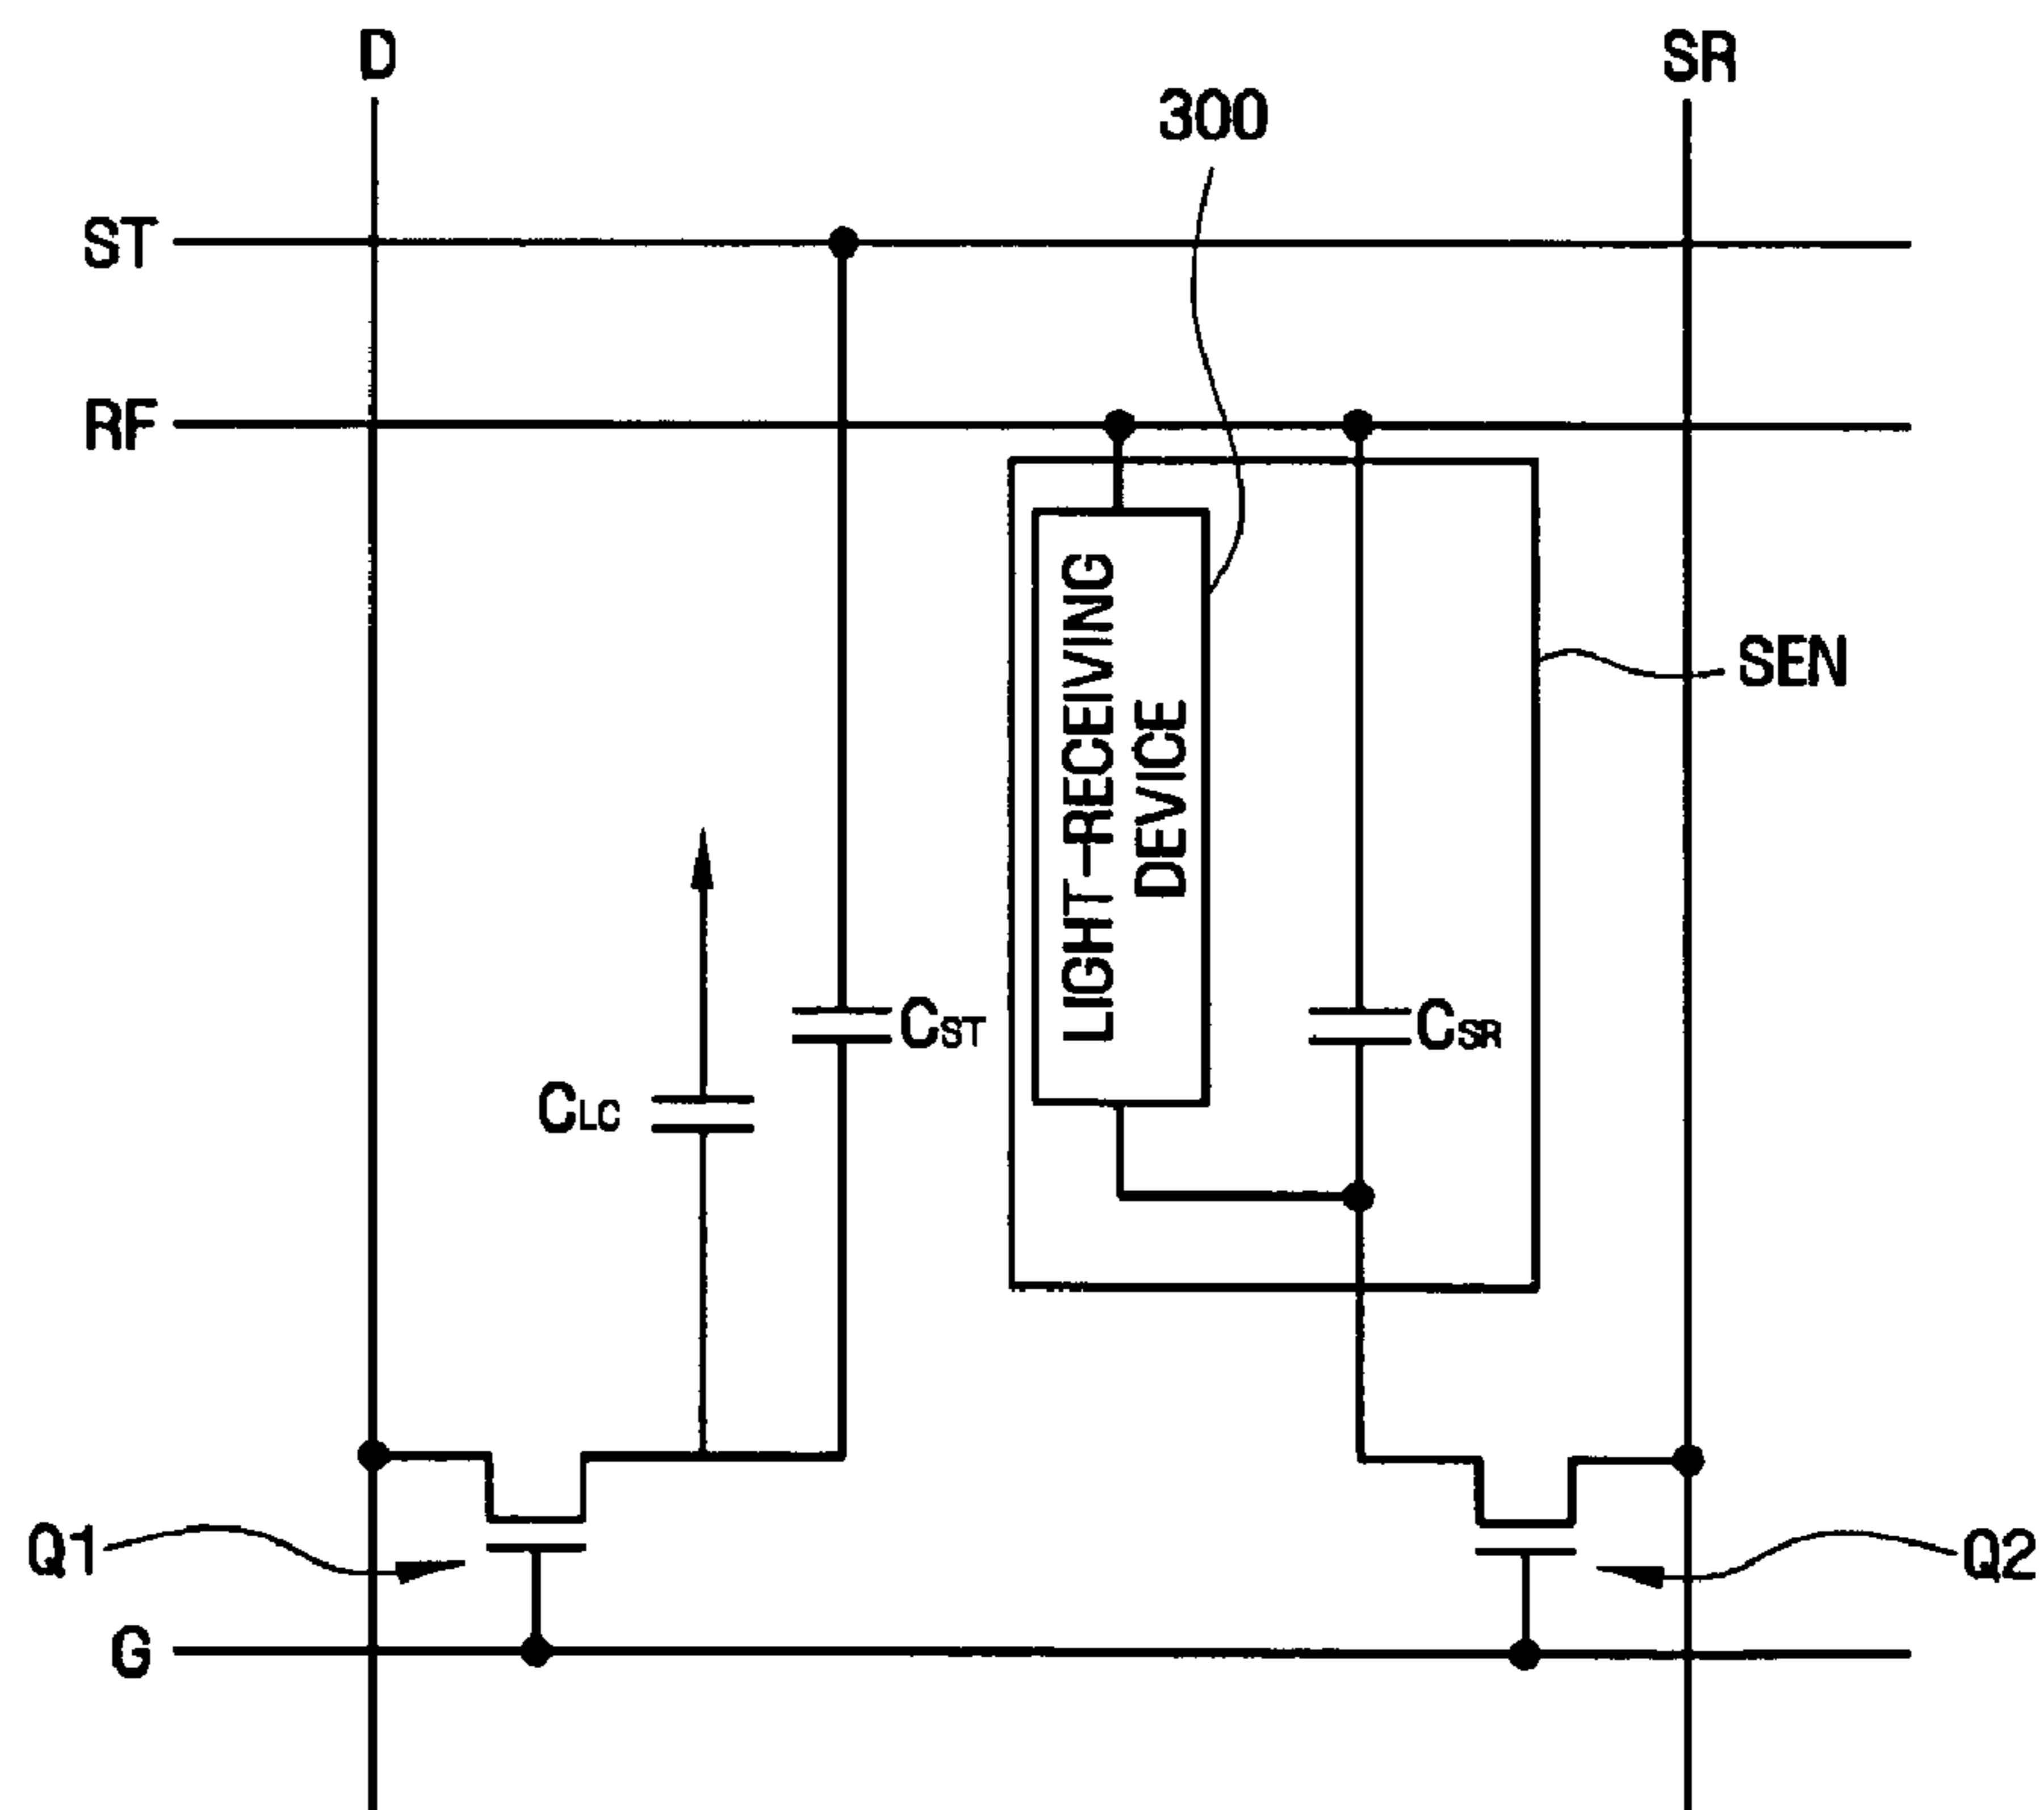 D
SR
300
ST
RF
SEN
LIGHT-RECEIVING
DEVICE
CST
CSR
CLC
Q1
Q2
G